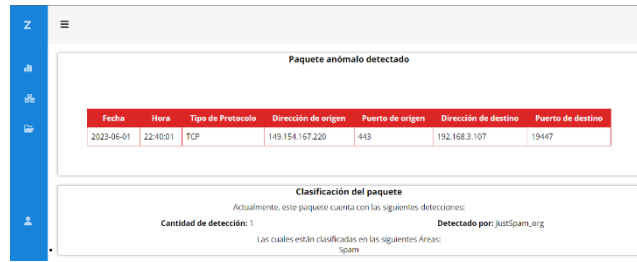 Z
Paquete anómalo detectado
Fecha Hora Tipo de Protocolo Dirección de origen Puerto de origen Dirección de destino Puerto de destino
2023-06-01 22:40:01 TCP 149.154.167.220 443 192.168.3.107 19447
Clasificación del paquete
Actualmente, este paquete cuenta con las siguientes detecciones:
Cantidad de detección: 1 Detectado por: JustSpam_org
Las cuales están clasificadas en las siguientes Áreas:
Spam